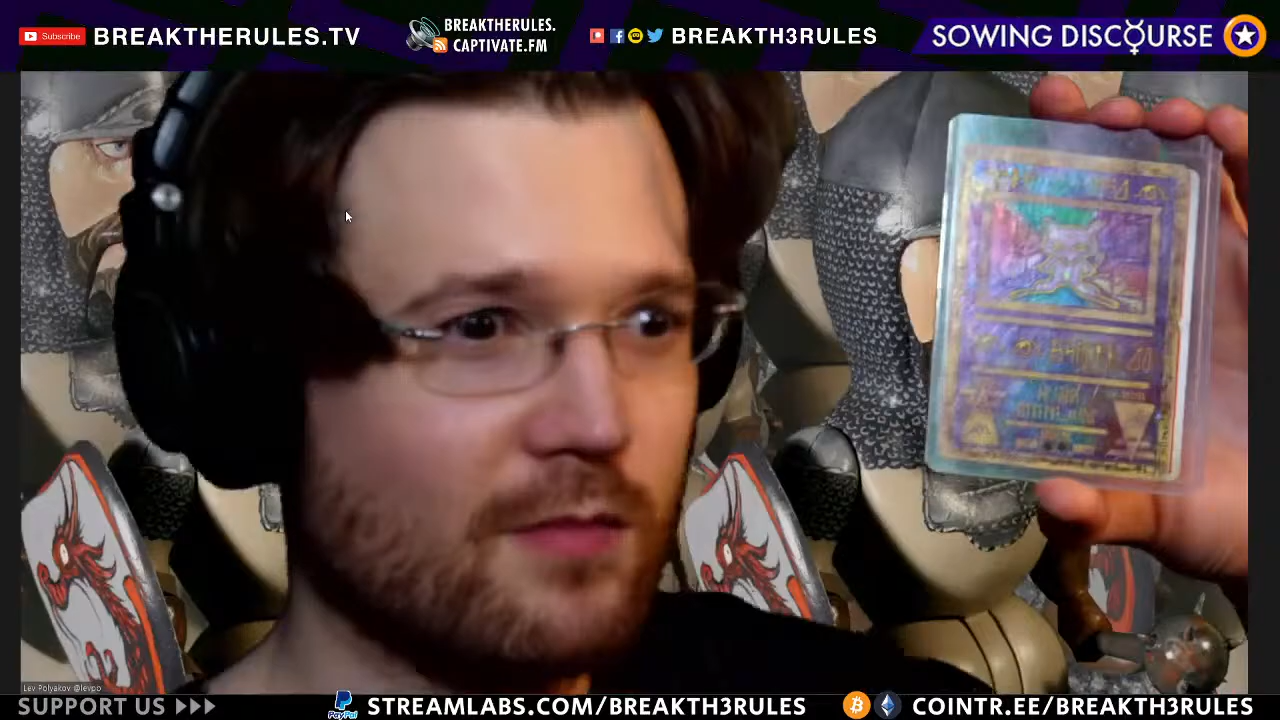 Subscribe BREAKTHERULES.TV
BREAKTHERULES.
CAPTIVATE.FM
BREAKTH3RULES
SOWING DISCOURSE
Lev Polyakov @levpo
SUPPORT US
PayPal
STREAMLABS.COM/BREAKTH3RULES
COINTR.EE/BREAKTH3RULES